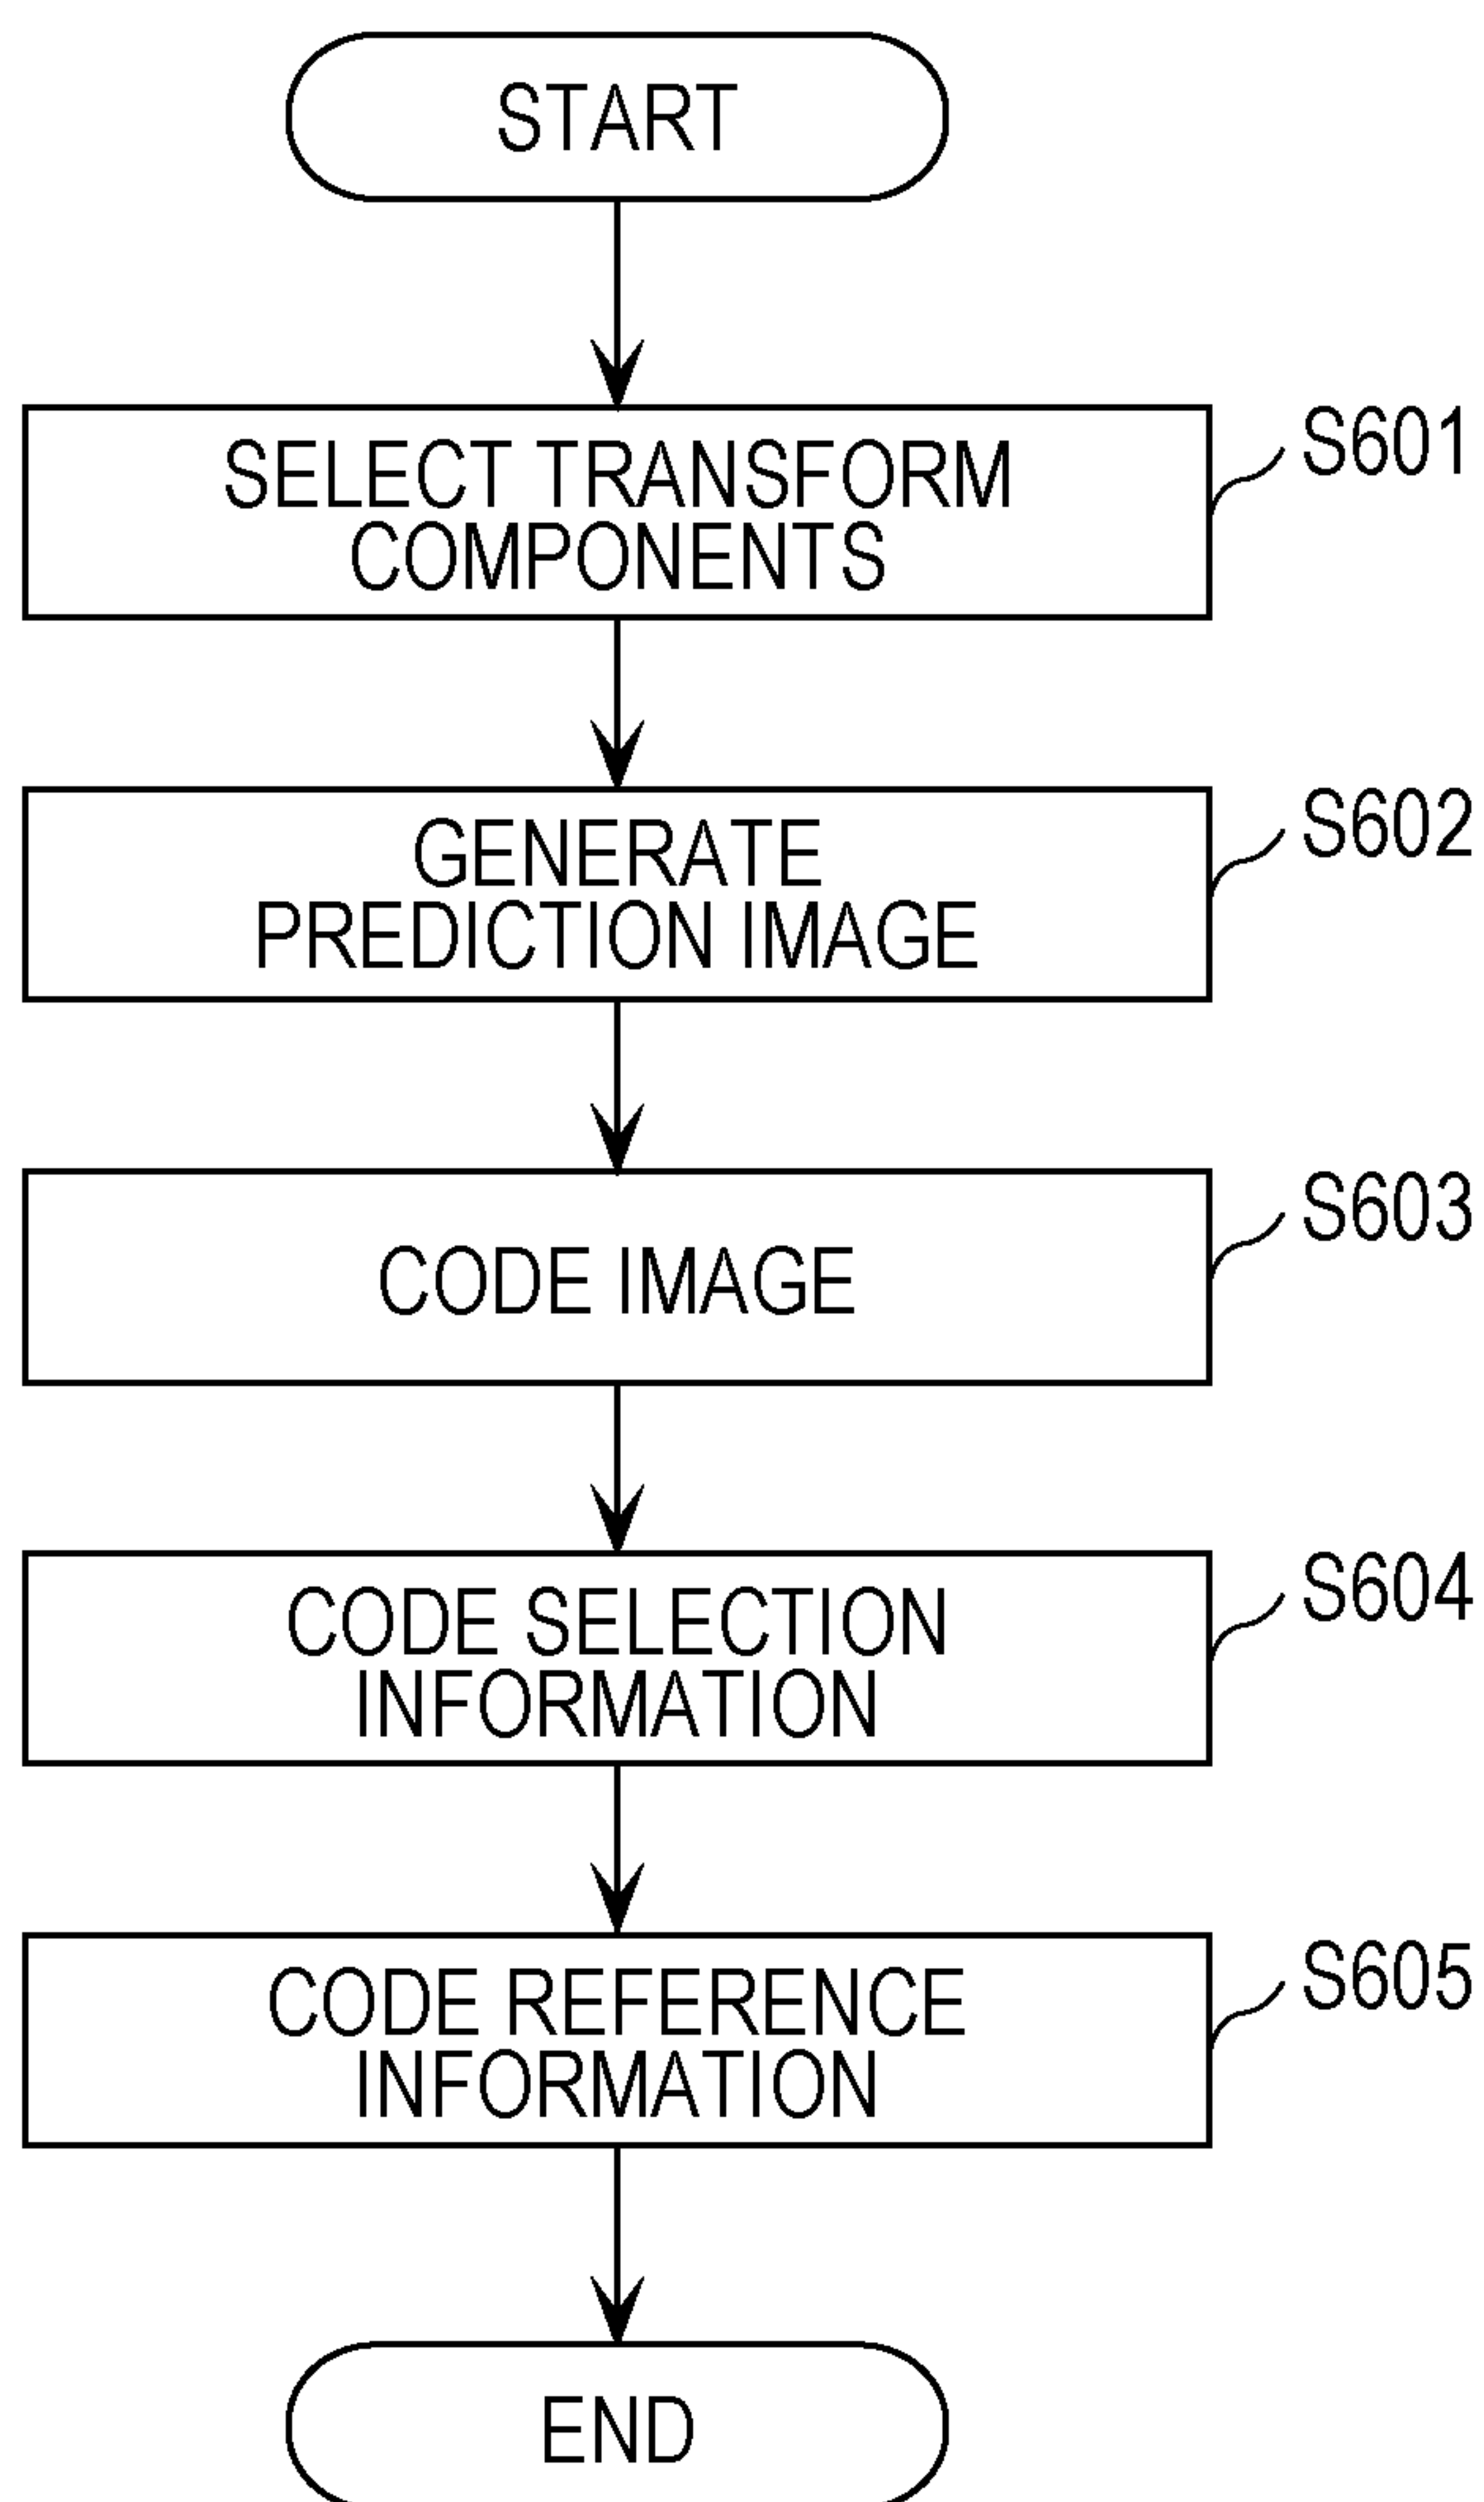 START
SELECT TRANSFORM
COMPONENTS
S601
GENERATE
PREDICTION IMAGE
S602
CODE IMAGE
S603
CODE SELECTION
INFORMATION
S604
CODE REFERENCE
INFORMATION
S605
END